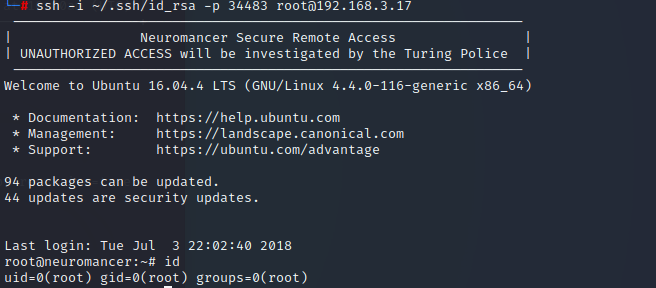 └─# ssh -i ~/.ssh/id_rsa -p 34483 root@192.168.3.17
|                Neuromancer Secure Remote Access                |
| UNAUTHORIZED ACCESS will be investigated by the Turing Police  |
Welcome to Ubuntu 16.04.4 LTS (GNU/Linux 4.4.0-116-generic x86_64)
* Documentation:  https://help.ubuntu.com
* Management:     https://landscape.canonical.com
* Support:        https://ubuntu.com/advantage
94 packages can be updated.
44 updates are security updates.
Last login: Tue Jul  3 22:02:40 2018
root@neuromancer:~# id
uid=0(root) gid=0(root) groups=0(root)